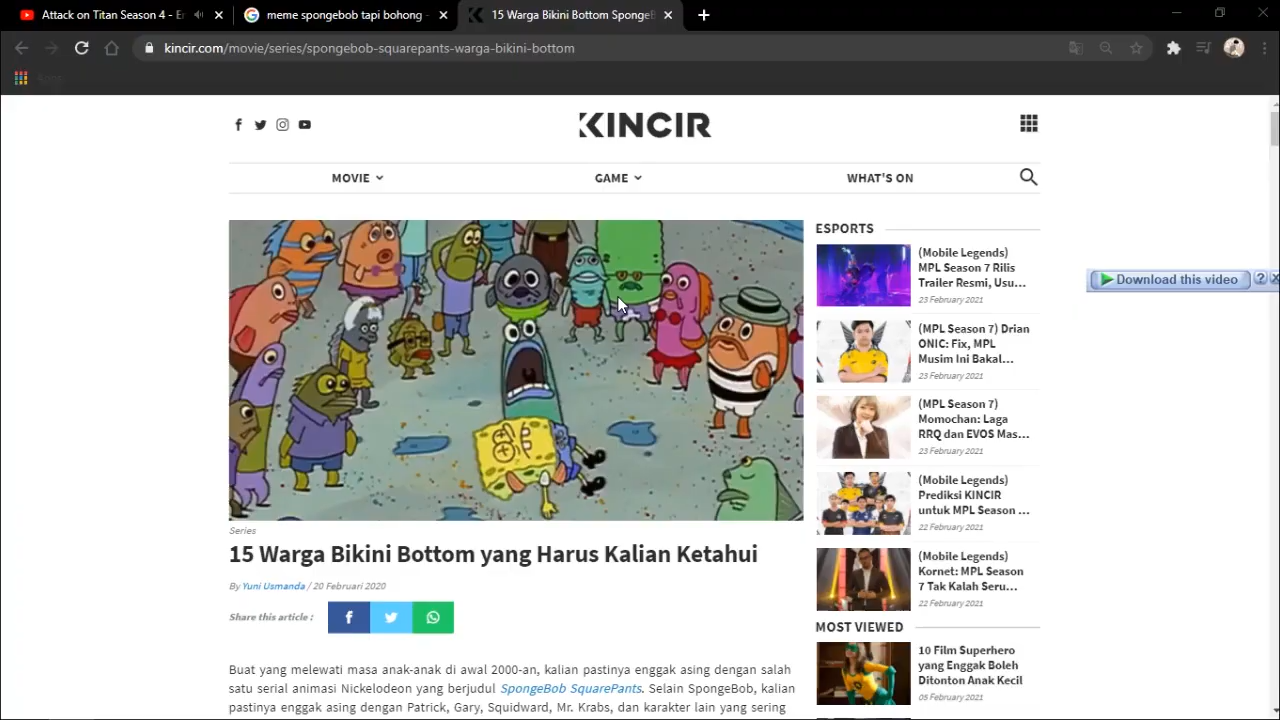 Attack on Titan Season 4 - E
meme spongebob tapi bohong -
15 Warga Bikini Bottom SpongeB
kincir.com/movie/series/spongebob-squarepants-warga-bikini-bottom
Apps
KINCIR
MOVIE
GAME
WHAT'S ON
Series
15 Warga Bikini Bottom yang Harus Kalian Ketahui
By Yuni Usmanda / 20 Februari 2020
Share this article :
Buat yang melewati masa anak-anak di awal 2000-an, kalian pastinya enggak asing dengan salah
satu serial animasi Nickelodeon yang berjudul SpongeBob SquarePants. Selain SpongeBob, kalian
pastinya enggak asing dengan Patrick, Gary, Squidward, Mr. Krabs, dan karakter lain yang sering
ESPORTS
(Mobile Legends)
MPL Season 7 Rilis
Trailer Resmi, Usu...
23 February 2021
(MPL Season 7) Drian
ONIC: Fix, MPL
Musim Ini Bakal...
23 February 2021
(MPL Season 7)
Momochan: Laga
RRQ dan EVOS Mas...
23 February 2021
(Mobile Legends)
Prediksi KINCIR
untuk MPL Season ...
22 February 2021
(Mobile Legends)
Kornet: MPL Season
7 Tak Kalah Seru...
22 February 2021
MOST VIEWED
10 Film Superhero
yang Enggak Boleh
Ditonton Anak Kecil
05 February 2021
Download this video ? x